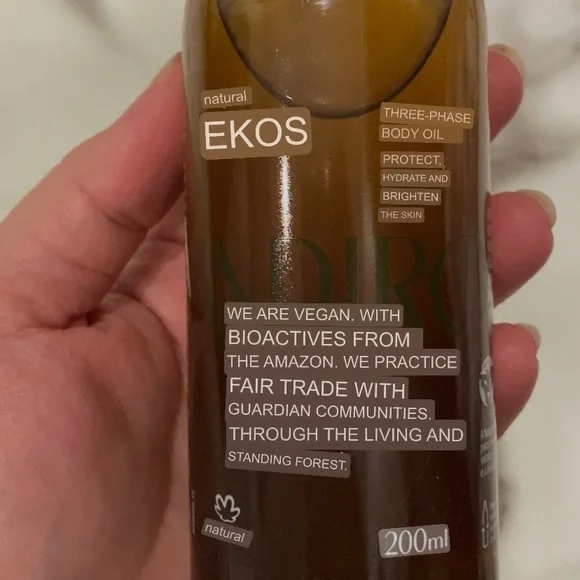 natural
EKOS
THREE-PHASE
BODY OIL
PROTECT,
HYDRATE AND
BRIGHTEN
THE SKIN
WE ARE VEGAN. WITH
BIOACTIVES FROM
THE AMAZON. WE PRACTICE
FAIR TRADE WITH
GUARDIAN COMMUNITIES.
THROUGH THE LIVING AND
STANDING FOREST.
natural
200ml